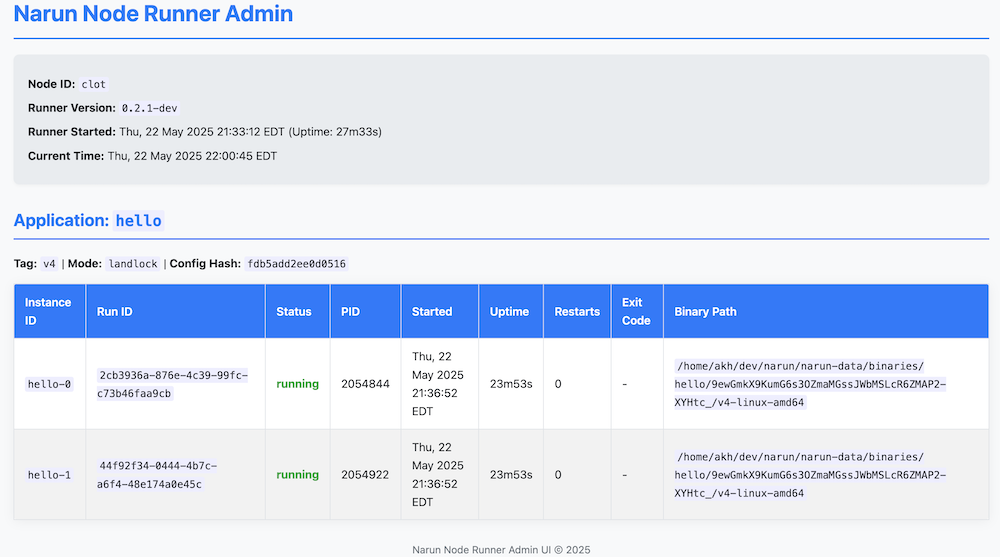 Narun Node Runner Admin
Node ID: clot
Runner Version: 0.2.1-dev
Runner Started: Thu, 22 May 2025 21:33:12 EDT (Uptime: 27m33s)
Current Time: Thu, 22 May 2025 22:00:45 EDT
Application: hello
Tag: v4 | Mode: landlock | Config Hash: fdb5add2ee0d0516
Instance ID Run ID Status PID Started Uptime Restarts Exit Code Binary Path
hello-0
2cb3936a-876e-4c39-99fc-
c73b46faa9cb
running
2054844
Thu, 22
May 2025
21:36:52
EDT
23m53s
0
-
/home/akh/dev/narun/narun-data/binaries/
hello/9ewGmkX9KumG6s3OZmaMGssJWbMSLcR6ZMAP2-
XYHtc_/v4-linux-amd64
hello-1
44f92f34-0444-4b7c-
a6f4-48e174a0e45c
running
2054922
Thu, 22
May 2025
21:36:52
EDT
23m53s
0
-
/home/akh/dev/narun/narun-data/binaries/
hello/9ewGmkX9KumG6s3OZmaMGssJWbMSLcR6ZMAP2-
XYHtc_/v4-linux-amd64
Narun Node Runner Admin UI © 2025